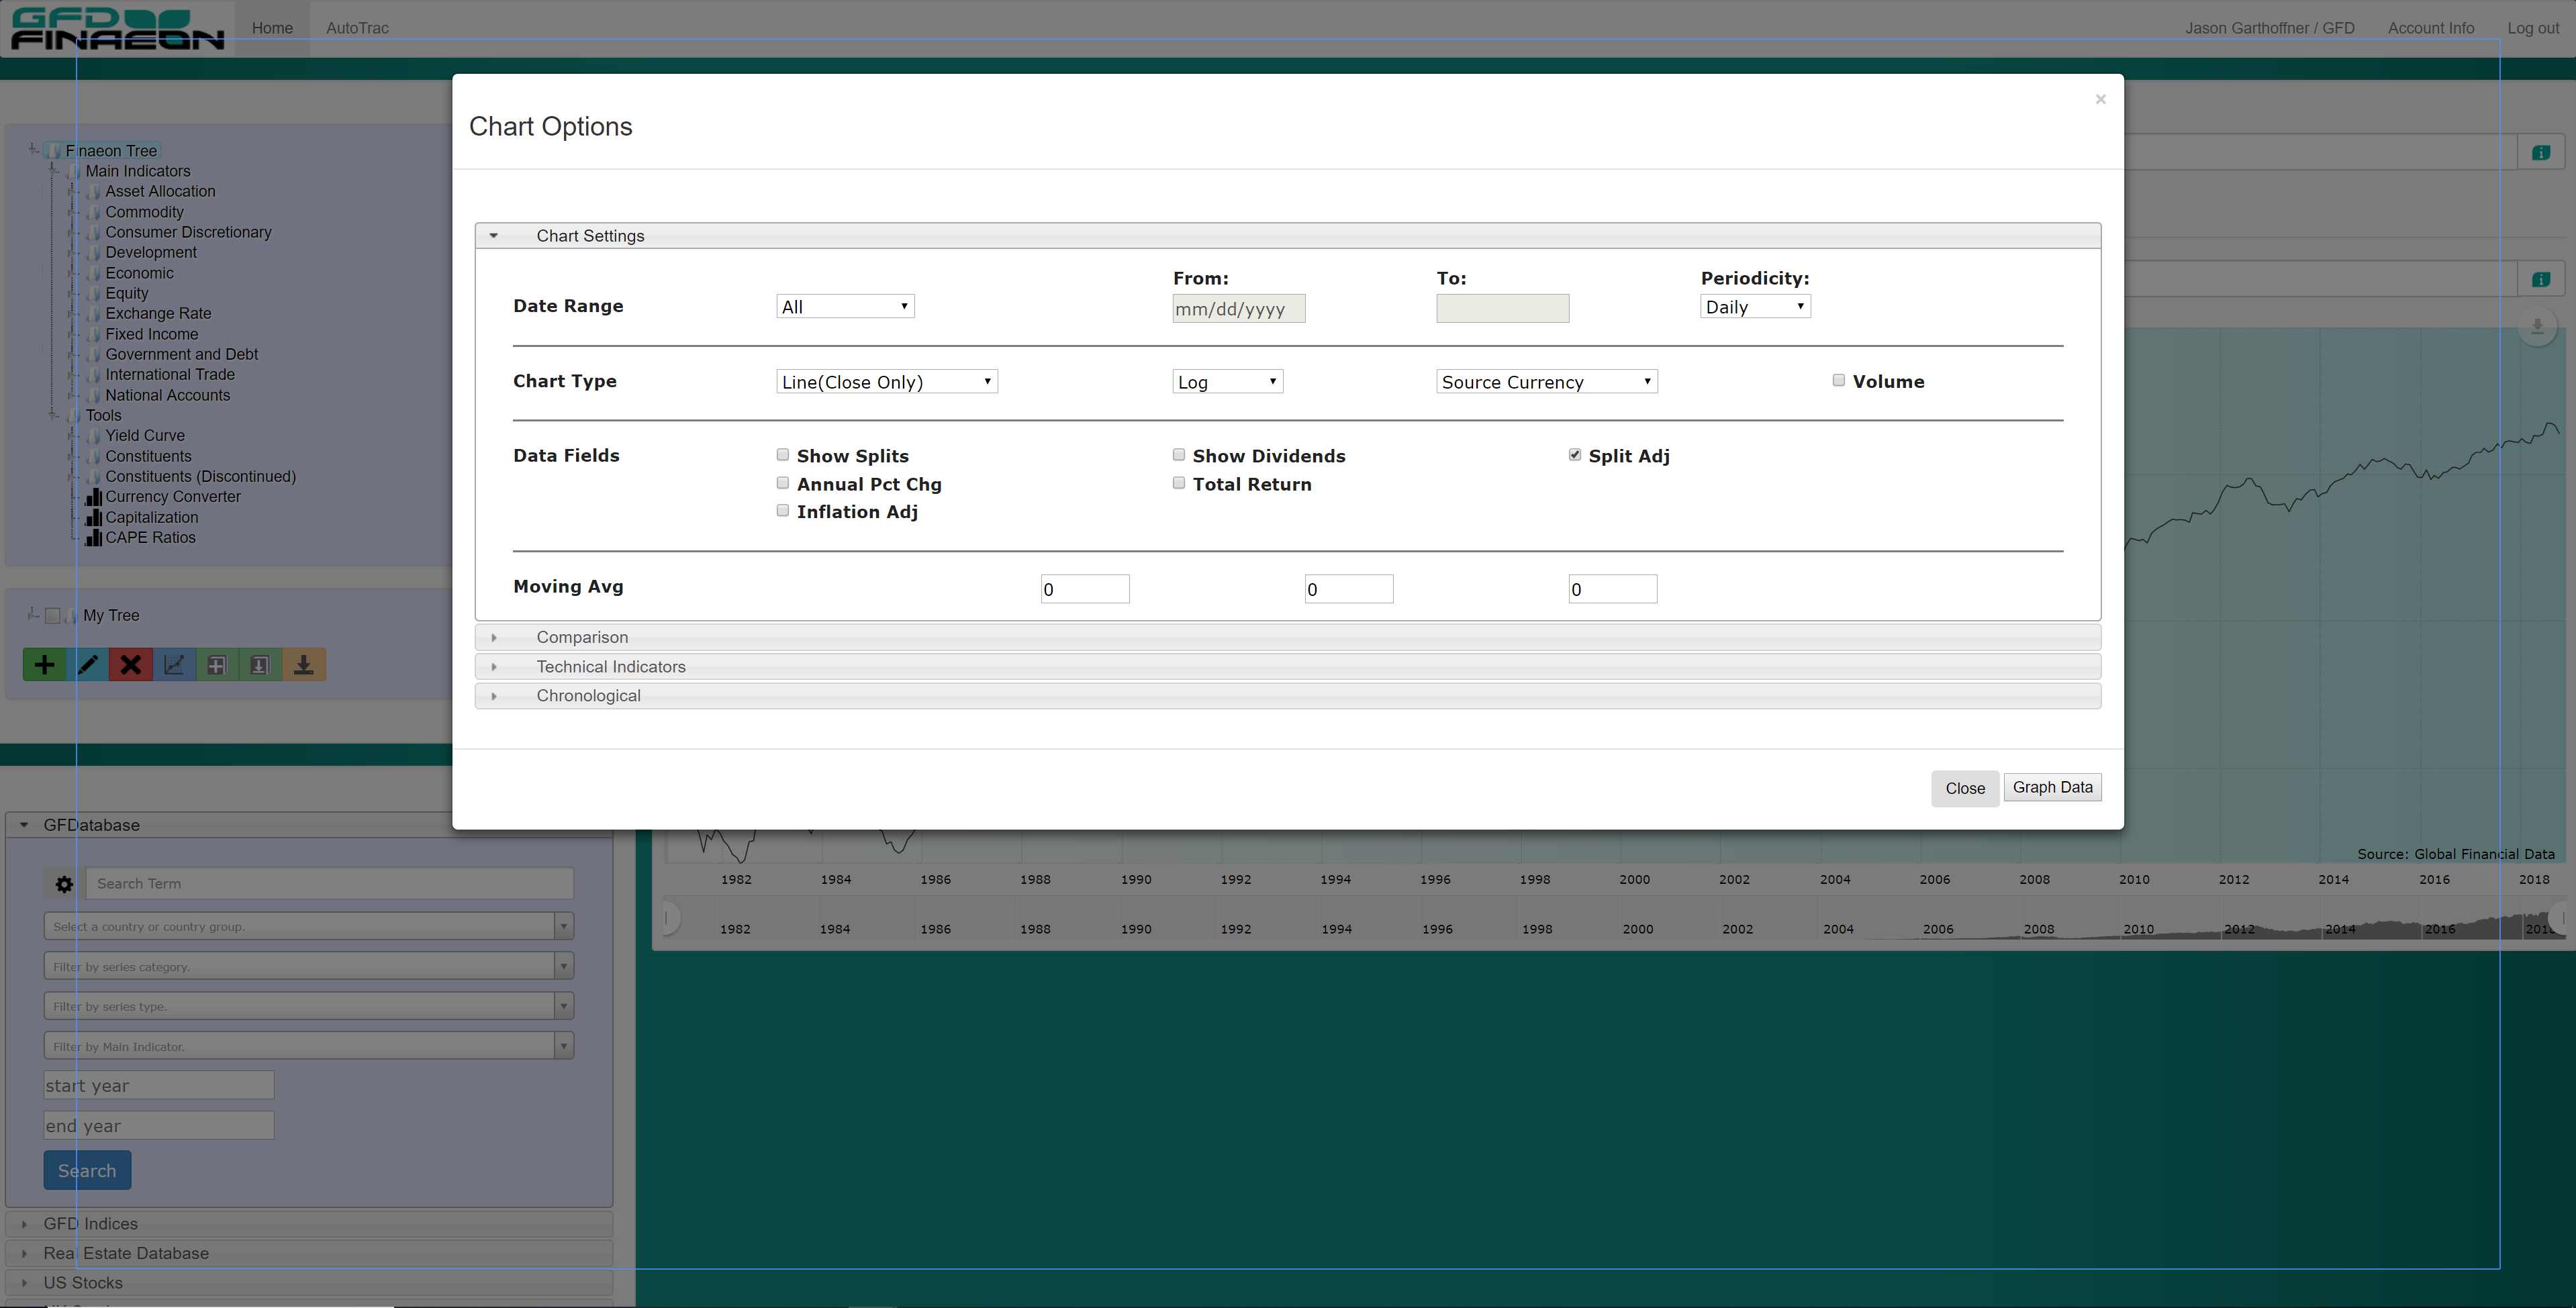 GFD
FINAEON
Home AutoTrac Jason Garthoffner / GFD Account Info Log out
×
Chart Options
Finaeon Tree
Main Indicators
Asset Allocation
Commodity
Consumer Discretionary
Development
Economic
Equity
Exchange Rate
Fixed Income
Government and Debt
International Trade
National Accounts
Tools
Yield Curve
Constituents
Constituents (Discontinued)
Currency Converter
Capitalization
CAPE Ratios
My Tree
Chart Settings
From: To: Periodicity:
Date Range All mm/dd/yyyy Daily
Chart Type Line(Close Only) Log Source Currency Volume
Data Fields Show Splits Show Dividends Split Adj
Annual Pct Chg Total Return
Inflation Adj
Moving Avg 0 0 0
Comparison
Technical Indicators
Chronological
Close Graph Data
GFDatabase
Search Term
Select a country or country group.
Filter by series category.
Filter by series type.
Filter by Main Indicator.
start year
end year
Search
GFD Indices
Real Estate Database
US Stocks
Source: Global Financial Data
1982 1984 1986 1988 1990 1992 1994 1996 1998 2000 2002 2004 2006 2008 2010 2012 2014 2016 2018
1982 1984 1986 1988 1990 1992 1994 1996 1998 2000 2002 2004 2006 2008 2010 2012 2014 2016